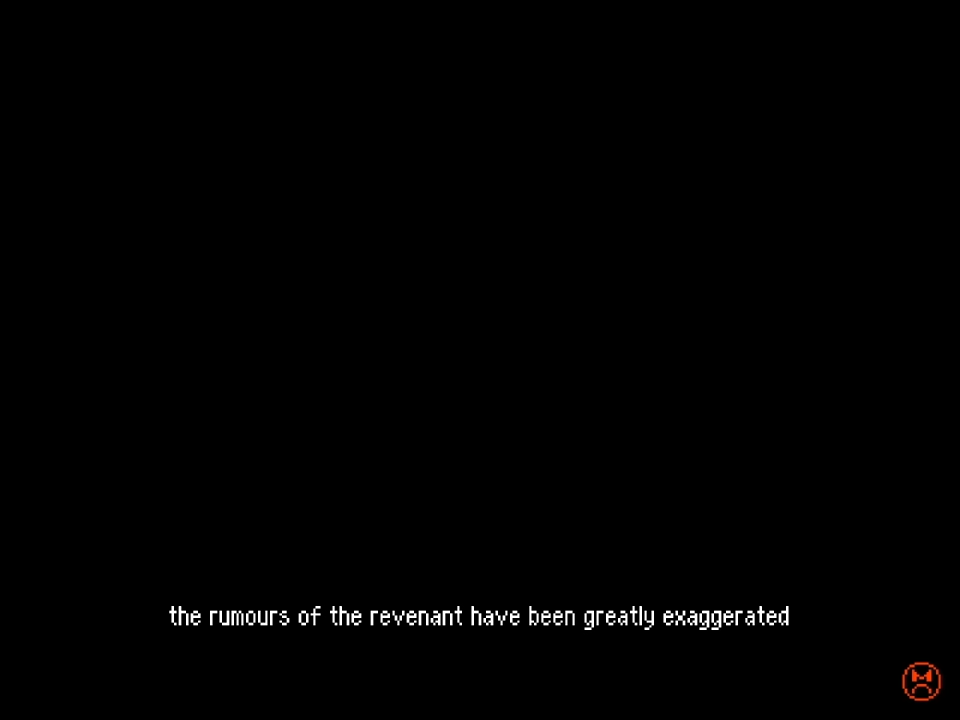 the rumours of the revenant have been greatly exaggerated